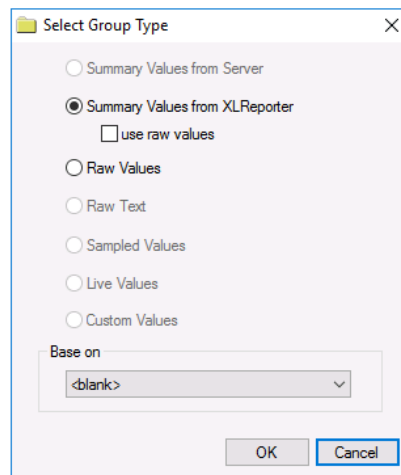 Select Group Type
Summary Values from Server
Summary Values from XLReporter
use raw values
Raw Values
Raw Text
Sampled Values
Live Values
Custom Values
Base on
<blank>
OK Cancel